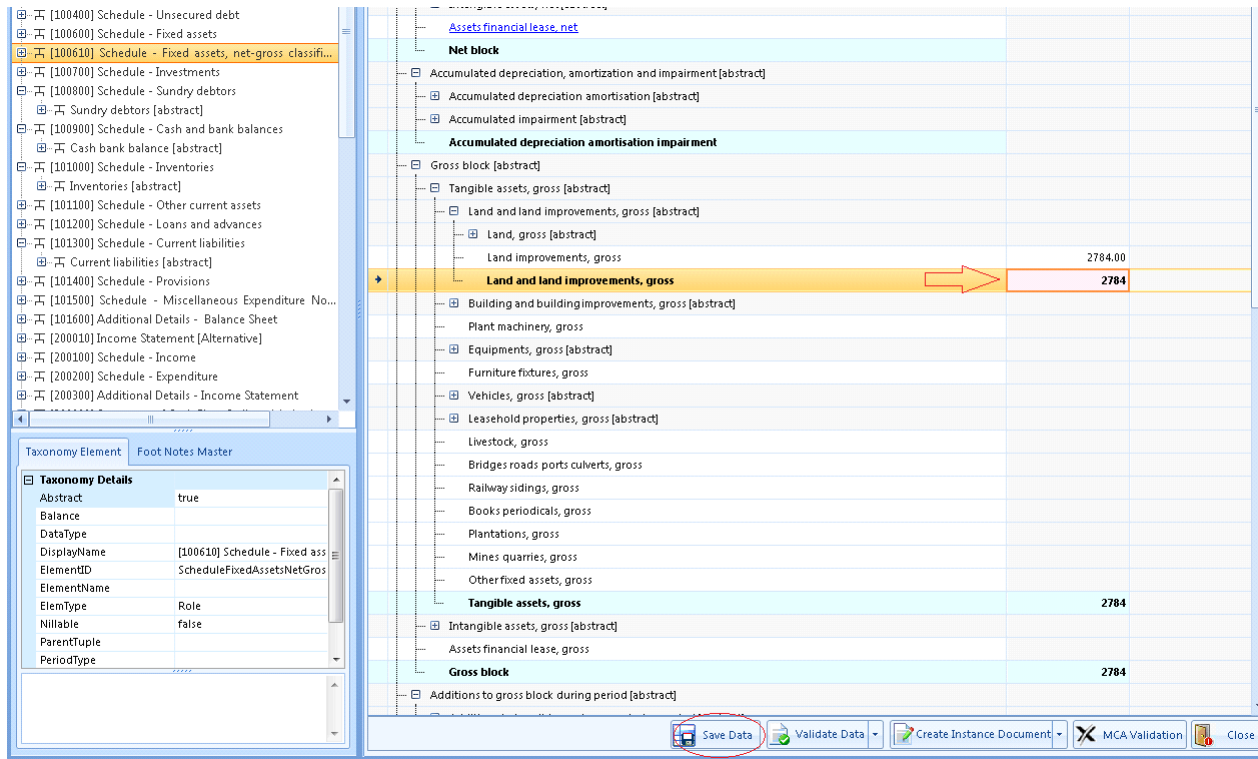 [100400] Schedule - Unsecured debt
[100600] Schedule - Fixed assets
[100610] Schedule - Fixed assets, net-gross classifi...
[100700] Schedule - Investments
[100800] Schedule - Sundry debtors
Sundry debtors [abstract]
[100900] Schedule - Cash and bank balances
Cash bank balance [abstract]
[101000] Schedule - Inventories
Inventories [abstract]
[101100] Schedule - Other current assets
[101200] Schedule - Loans and advances
[101300] Schedule - Current liabilities
Current liabilities [abstract]
[101400] Schedule - Provisions
[101500] Schedule - Miscellaneous Expenditure No...
[101600] Additional Details - Balance Sheet
[200010] Income Statement [Alternative]
[200100] Schedule - Income
[200200] Schedule - Expenditure
[200300] Additional Details - Income Statement
Taxonomy Element Foot Notes Master
Taxonomy Details
Abstract true
Balance
DataType
DisplayName [100610] Schedule - Fixed ass
ElementID ScheduleFixedAssetsNetGros
ElementName
ElemType Role
Nillable false
ParentTuple
PeriodType
Assets financial lease, net
Net block
Accumulated depreciation, amortization and impairment [abstract]
Accumulated depreciation amortisation [abstract]
Accumulated impairment [abstract]
Accumulated depreciation amortisation impairment
Gross block [abstract]
Tangible assets, gross [abstract]
Land and land improvements, gross [abstract]
Land, gross [abstract]
Land improvements, gross 2784.00
Land and land improvements, gross 2784
Building and building improvements, gross [abstract]
Plant machinery, gross
Equipments, gross [abstract]
Furniture fixtures, gross
Vehicles, gross [abstract]
Leasehold properties, gross [abstract]
Livestock, gross
Bridges roads ports culverts, gross
Railway sidings, gross
Books periodicals, gross
Plantations, gross
Mines quarries, gross
Other fixed assets, gross
Tangible assets, gross 2784
Intangible assets, gross [abstract]
Assets financial lease, gross
Gross block 2784
Additions to gross block during period [abstract]
Save Data Validate Data Create Instance Document MCA Validation Close